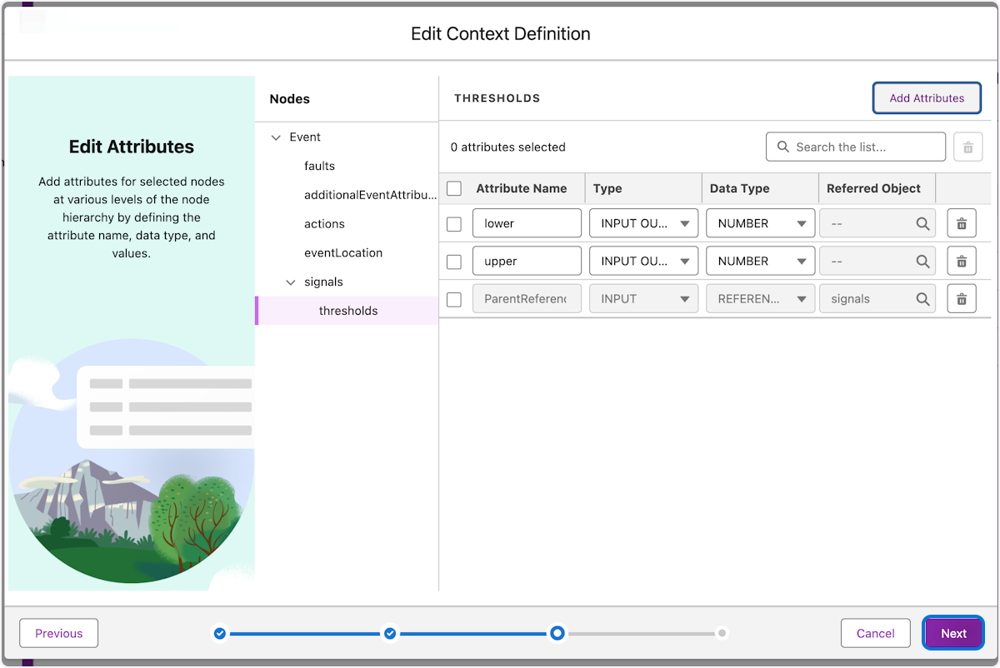 Edit Context Definition
Edit Attributes
Add attributes for selected nodes
at various levels of the node
hierarchy by defining the
attribute name, data type, and
values.
Nodes
Event
faults
additionalEventAttribu...
actions
eventLocation
signals
thresholds
THRESHOLDS
Add Attributes
0 attributes selected
Search the list...
Attribute Name Type Data Type Referred Object
lower INPUT OU... NUMBER --
upper INPUT OU... NUMBER --
ParentReferenc INPUT REFEREN... signals
Previous
Cancel
Next